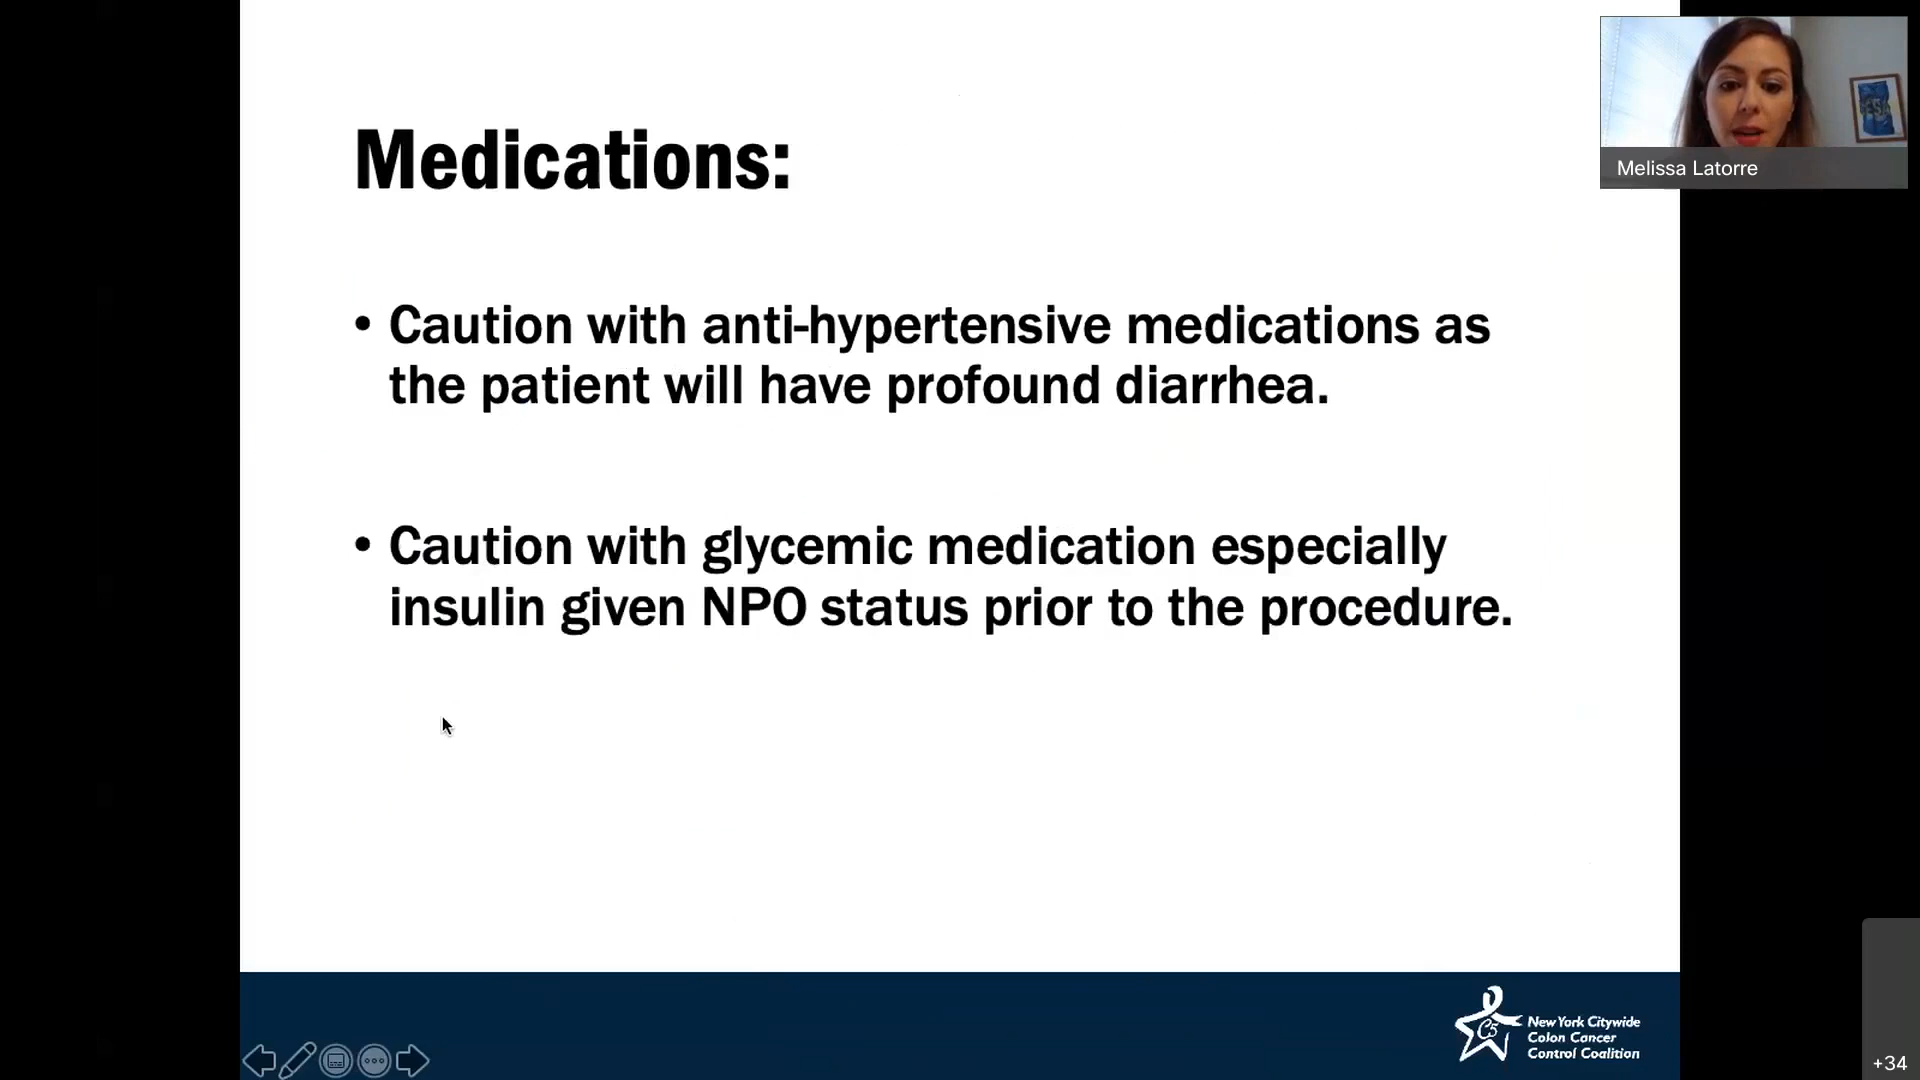 Medications:
• Caution with anti-hypertensive medications as
the patient will have profound diarrhea.
• Caution with glycemic medication especially
insulin given NPO status prior to the procedure.
Melissa Latorre
C5
New York Citywide
Colon Cancer
Control Coalition
+34